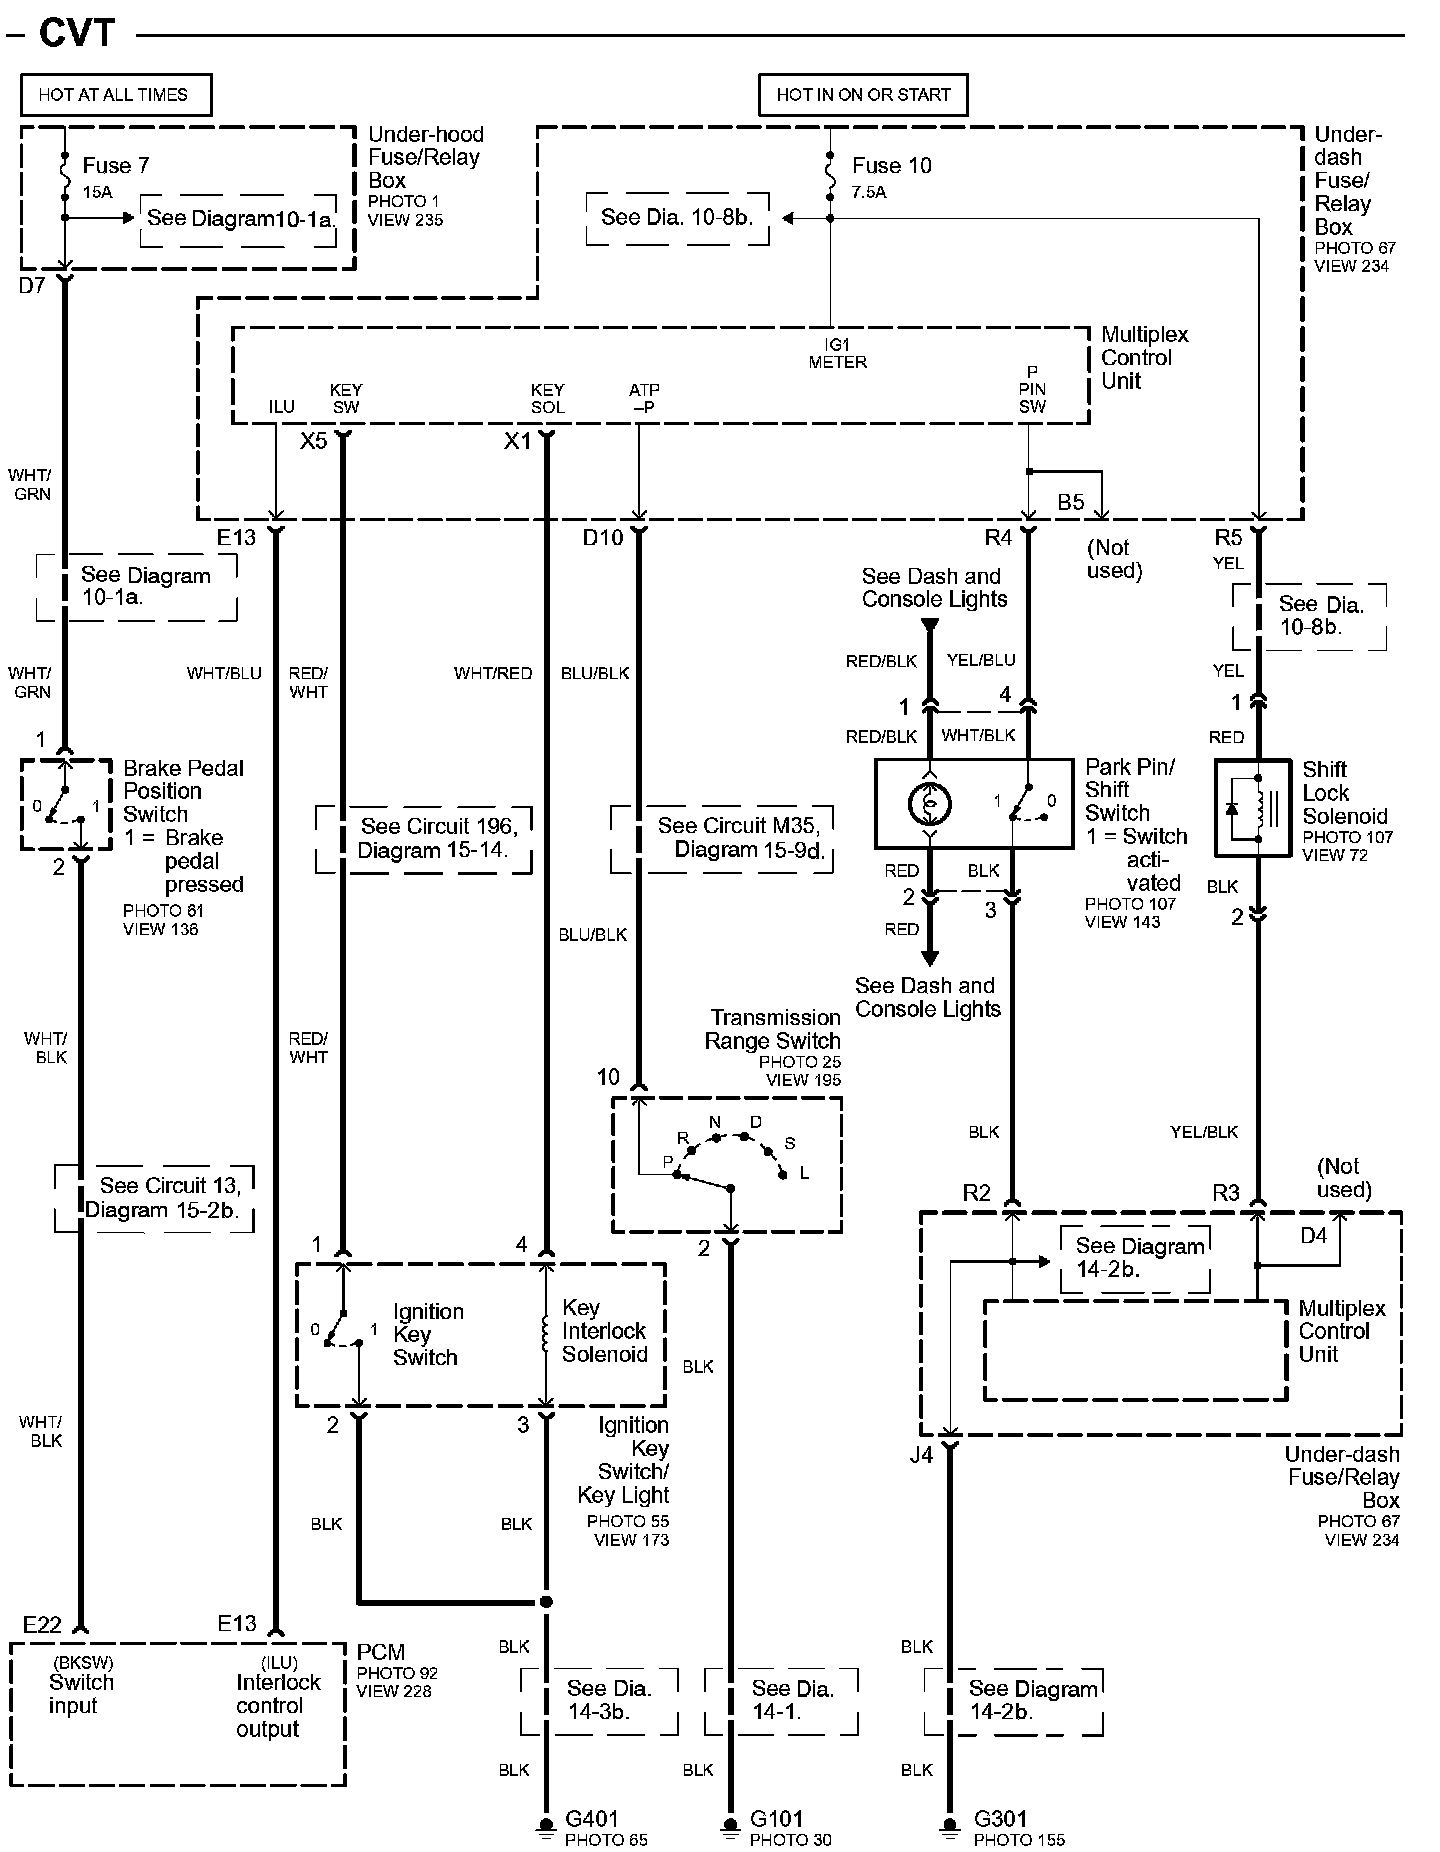 CVT
HOT AT ALL TIMES
HOT IN ON OR START
Under-hood
Fuse/Relay
Box
PHOTO 1
VIEW 235
Fuse 7
15A
See Diagram10-1a.
D7
Fuse 10
7.5A
See Dia. 10-8b.
Under-
dash
Fuse/
Relay
Box
PHOTO 67
VIEW 234
IG1
METER
Multiplex
Control
Unit
ILU
KEY
SW
KEY
SOL
ATP
–P
P
PIN
SW
X5
X1
B5
E13
D10
R4
(Not
used)
R5
WHT/
GRN
See Diagram
10-1a.
WHT/
GRN
WHT/BLU
RED/
WHT
WHT/RED
BLU/BLK
See Dash and
Console Lights
RED/BLK
YEL/BLU
1
4
RED/BLK
WHT/BLK
YEL
See Dia.
10-8b.
YEL
1
RED
1
0
1
Brake Pedal
Position
Switch
1 = Brake
pedal
pressed
PHOTO 61
VIEW 136
2
See Circuit 196,
Diagram 15-14.
See Circuit M35,
Diagram 15-9d.
1
0
Park Pin/
Shift
Switch
1 = Switch
acti-
vated
PHOTO 107
VIEW 143
Shift
Lock
Solenoid
PHOTO 107
VIEW 72
RED
BLK
2
3
RED
BLK
2
See Dash and
Console Lights
BLU/BLK
WHT/
BLK
RED/
WHT
Transmission
Range Switch
PHOTO 25
VIEW 195
10
P
R
N
D
S
L
2
BLK
YEL/BLK
R2
R3
(Not
used)
D4
See Diagram
14-2b.
Multiplex
Control
Unit
See Circuit 13,
Diagram 15-2b.
1
4
0
1
Ignition
Key
Switch
Key
Interlock
Solenoid
2
3
Ignition
Key
Switch/
Key Light
PHOTO 55
VIEW 173
BLK
J4
Under-dash
Fuse/Relay
Box
PHOTO 67
VIEW 234
WHT/
BLK
BLK
BLK
E22
E13
(BKSW)
Switch
input
(ILU)
Interlock
control
output
PCM
PHOTO 92
VIEW 228
BLK
See Dia.
14-3b.
BLK
See Dia.
14-1.
BLK
BLK
See Diagram
14-2b.
BLK
G401
PHOTO 65
G101
PHOTO 30
G301
PHOTO 155